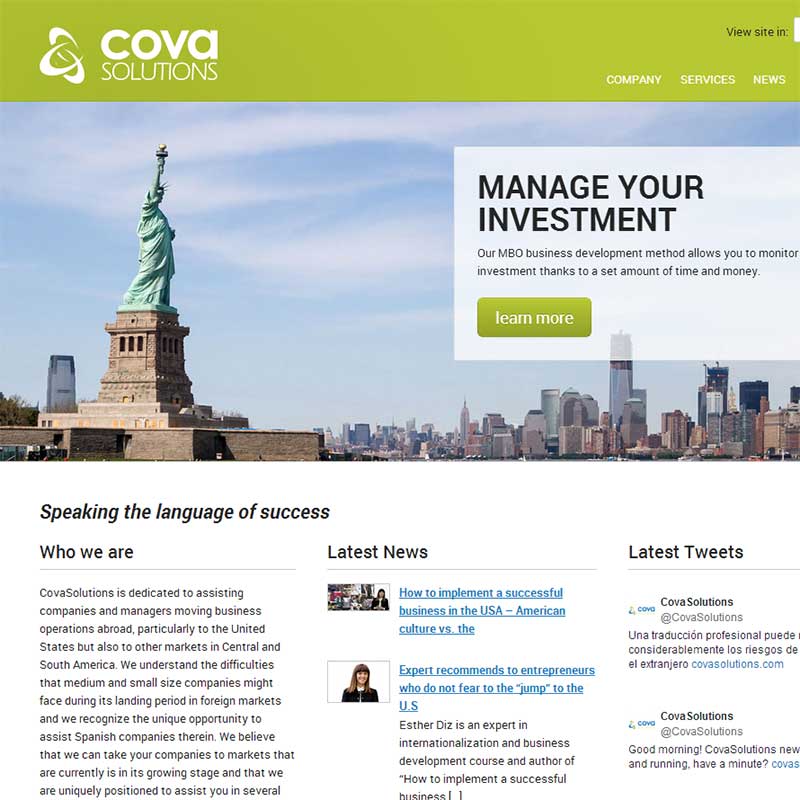 cova
SOLUTIONS
View site in:
COMPANY SERVICES NEWS
MANAGE YOUR
INVESTMENT
Our MBO business development method allows you to monitor
investment thanks to a set amount of time and money.
learn more
Speaking the language of success
Who we are
CovaSolutions is dedicated to assisting
companies and managers moving business
operations abroad, particularly to the United
States but also to other markets in Central and
South America. We understand the difficulties
that medium and small size companies might
face during its landing period in foreign markets
and we recognize the unique opportunity to
assist Spanish companies therein. We believe
that we can take your companies to markets that
are currently is in its growing stage and that we
are uniquely positioned to assist you in several
Latest News
How to implement a successful
business in the USA – American
culture vs. the
Expert recommends to entrepreneurs
who do not fear to the “jump” to the
U.S
Esther Diz is an expert in
internationalization and business
development course and author of
“How to implement a successful
business [...]
Latest Tweets
cova
CovaSolutions
@CovaSolutions
Una traducción profesional puede
considerablemente los riesgos de
el extranjero covasolutions.com
cova
CovaSolutions
@CovaSolutions
Good morning! CovaSolutions new
and running, have a minute? covas